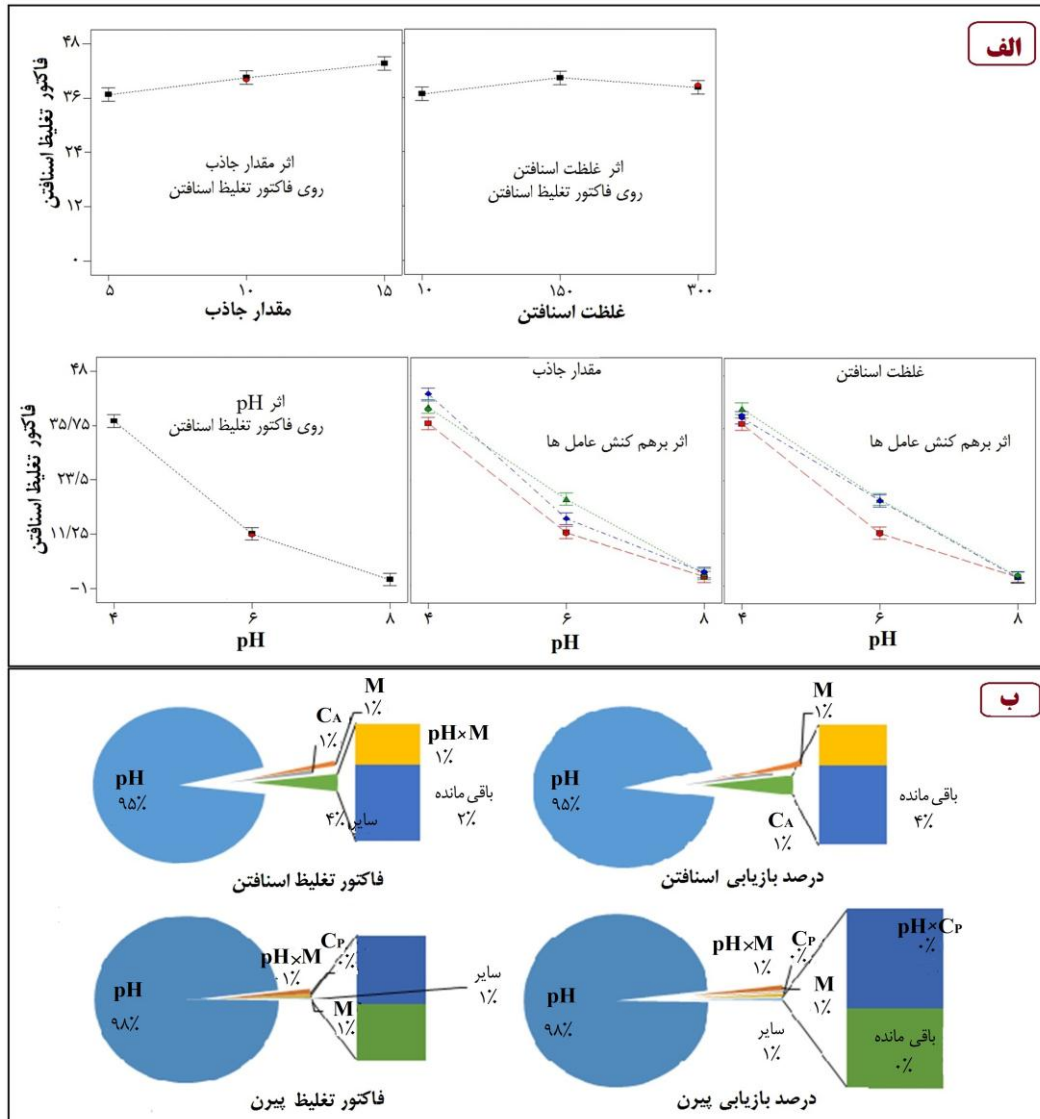 الف
فاکتور تغلیظ اسنافتن
۴۸
۳۶
۲۴
۱۲
۰
اثر مقدار جاذب
روی فاکتور تغلیظ اسنافتن
۵
۱۰
۱۵
مقدار جاذب
اثر غلظت اسنافتن
روی فاکتور تغلیظ اسنافتن
۱۰
۱۵۰
۳۰۰
غلظت اسنافتن
فاکتور تغلیظ اسنافتن
۴۸
۳۵/۷۵
۲۳/۵
۱۱/۲۵
-۱
اثر pH
روی فاکتور تغلیظ اسنافتن
۴
۶
۸
pH
مقدار جاذب
اثر برهم کنش عامل ها
۴
۶
۸
pH
غلظت اسنافتن
اثر برهم کنش عامل ها
۴
۶
۸
pH
ب
pH
۹۵٪
CA
۱٪
M
۱٪
pH×M
۱٪
باقی مانده
۲٪
سایر ۴٪
فاکتور تغلیظ اسنافتن
pH
۹۵٪
M
۱٪
CA
۱٪
باقی مانده
۴٪
درصد بازیابی اسنافتن
pH
۹۸٪
pH×M
۱٪
CP
۰٪
M
۱٪
سایر
۱٪
فاکتور تغلیظ پیرن
pH
۹۸٪
pH×M
۱٪
CP
۰٪
M
۱٪
سایر
۱٪
pH×CP
۰٪
باقی مانده
۰٪
درصد بازیابی پیرن